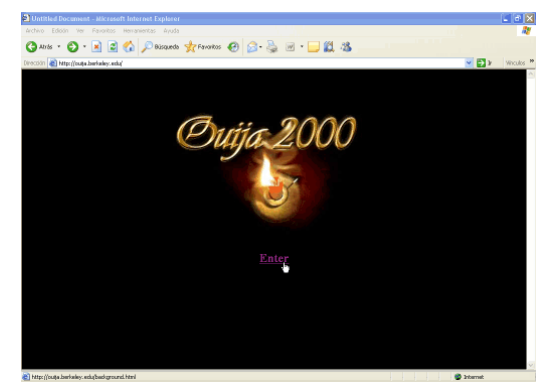 Untitled Document - Microsoft Internet Explorer
Archivo Edición Ver Favoritos Herramientas Ayuda
Atrás Búsqueda Favoritos
Dirección http://ouija.berkeley.edu/ Vínculos »
Ouija 2000
Enter
http://ouija.berkeley.edu/background.html Internet